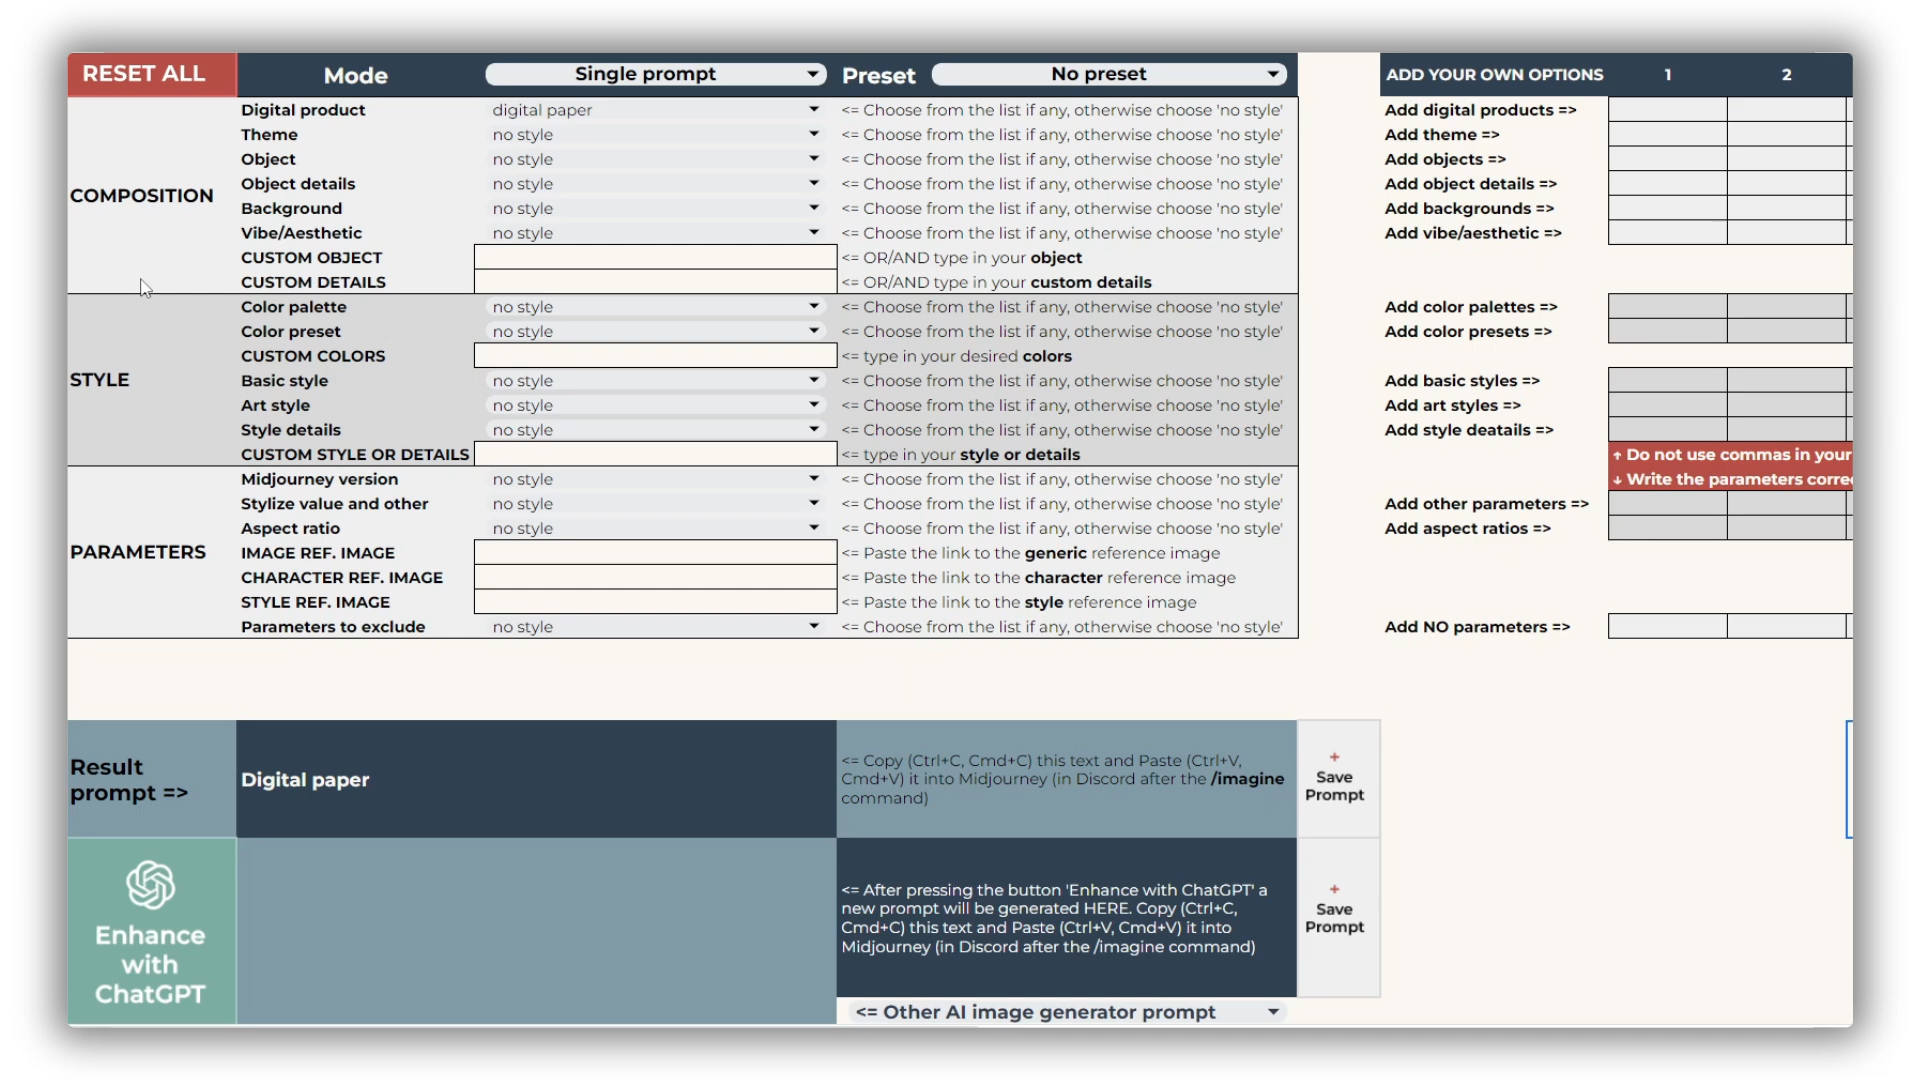 RESET ALL Mode Single prompt Preset No preset ADD YOUR OWN OPTIONS 1 2
Digital product digital paper <= Choose from the list if any, otherwise choose 'no style' Add digital products =>
Theme no style <= Choose from the list if any, otherwise choose 'no style' Add theme =>
Object no style <= Choose from the list if any, otherwise choose 'no style' Add objects =>
Object details no style <= Choose from the list if any, otherwise choose 'no style' Add object details =>
COMPOSITION
Background no style <= Choose from the list if any, otherwise choose 'no style' Add backgrounds =>
Vibe/Aesthetic no style <= Choose from the list if any, otherwise choose 'no style' Add vibe/aesthetic =>
CUSTOM OBJECT <= OR/AND type in your object
CUSTOM DETAILS <= OR/AND type in your custom details
Color palette no style <= Choose from the list if any, otherwise choose 'no style' Add color palettes =>
Color preset no style <= Choose from the list if any, otherwise choose 'no style' Add color presets =>
CUSTOM COLORS <= type in your desired colors
STYLE Basic style no style <= Choose from the list if any, otherwise choose 'no style' Add basic styles =>
Art style no style <= Choose from the list if any, otherwise choose 'no style' Add art styles =>
Style details no style <= Choose from the list if any, otherwise choose 'no style' Add style deatails =>
CUSTOM STYLE OR DETAILS <= type in your style or details ↑ Do not use commas in your
Midjourney version no style <= Choose from the list if any, otherwise choose 'no style' ↓ Write the parameters corre
Stylize value and other no style <= Choose from the list if any, otherwise choose 'no style' Add other parameters =>
Aspect ratio no style <= Choose from the list if any, otherwise choose 'no style' Add aspect ratios =>
PARAMETERS IMAGE REF. IMAGE <= Paste the link to the generic reference image
CHARACTER REF. IMAGE <= Paste the link to the character reference image
STYLE REF. IMAGE <= Paste the link to the style reference image
Parameters to exclude no style <= Choose from the list if any, otherwise choose 'no style' Add NO parameters =>
Result
prompt =>
Digital paper
<= Copy (Ctrl+C, Cmd+C) this text and Paste (Ctrl+V,
Cmd+V) it into Midjourney (in Discord after the /imagine
command)
+
Save
Prompt
Enhance
with
ChatGPT
<= After pressing the button 'Enhance with ChatGPT' a
new prompt will be generated HERE. Copy (Ctrl+C,
Cmd+C) this text and Paste (Ctrl+V, Cmd+V) it into
Midjourney (in Discord after the /imagine command)
+
Save
Prompt
<= Other AI image generator prompt